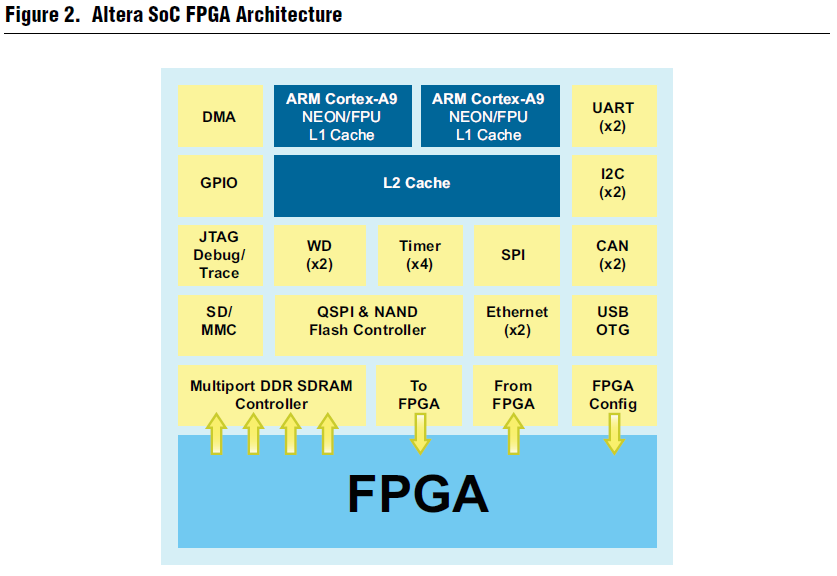 Figure 2. Altera SoC FPGA Architecture
DMA
ARM Cortex-A9
NEON/FPU
L1 Cache
ARM Cortex-A9
NEON/FPU
L1 Cache
UART
(x2)
GPIO
L2 Cache
I2C
(x2)
JTAG
Debug/
Trace
WD
(x2)
Timer
(x4)
SPI
CAN
(x2)
SD/
MMC
QSPI & NAND
Flash Controller
Ethernet
(x2)
USB
OTG
Multiport DDR SDRAM
Controller
To
FPGA
From
FPGA
FPGA
Config
FPGA